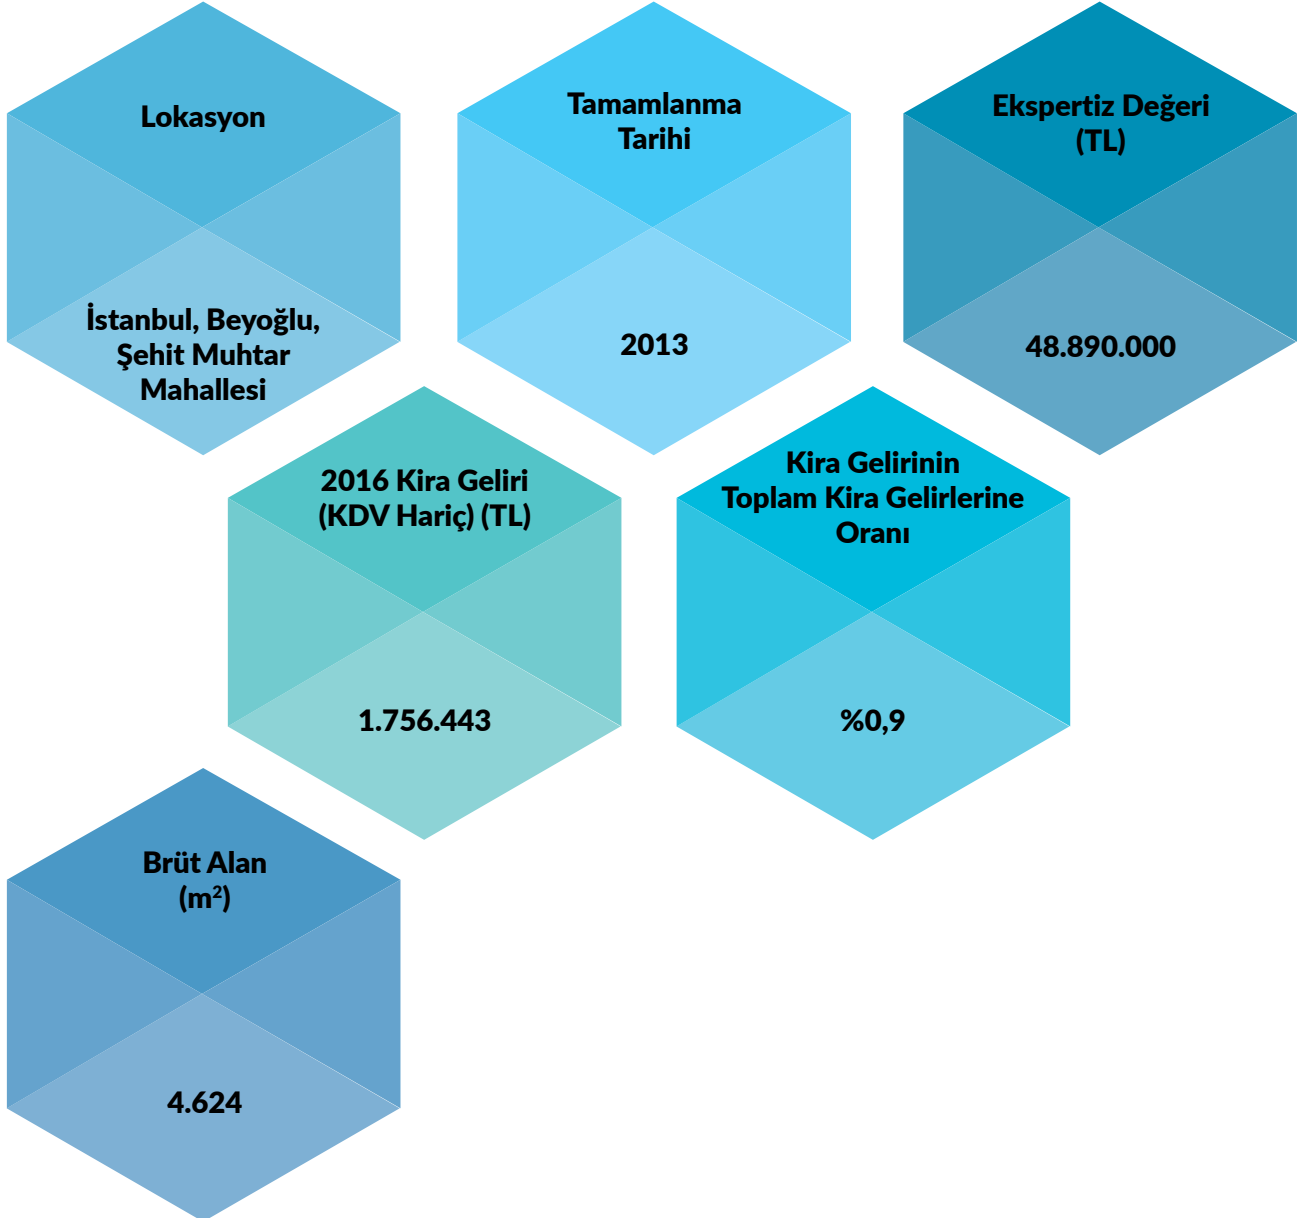 Lokasyon
İstanbul, Beyoğlu,
Şehit Muhtar
Mahallesi
Tamamlanma
Tarihi
2013
Ekspertiz Değeri
(TL)
48.890.000
2016 Kira Geliri
(KDV Hariç) (TL)
1.756.443
Kira Gelirinin
Toplam Kira Gelirlerine
Oranı
%0,9
Brüt Alan
(m²)
4.624